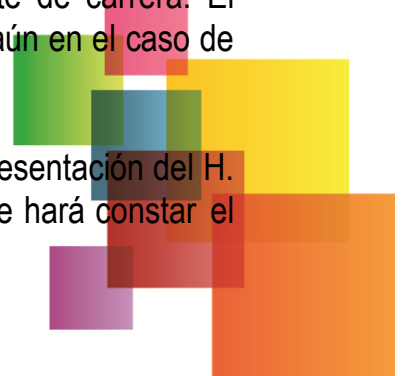 te de carrera. El
aún en el caso de
esentación del H.
e hará constar el